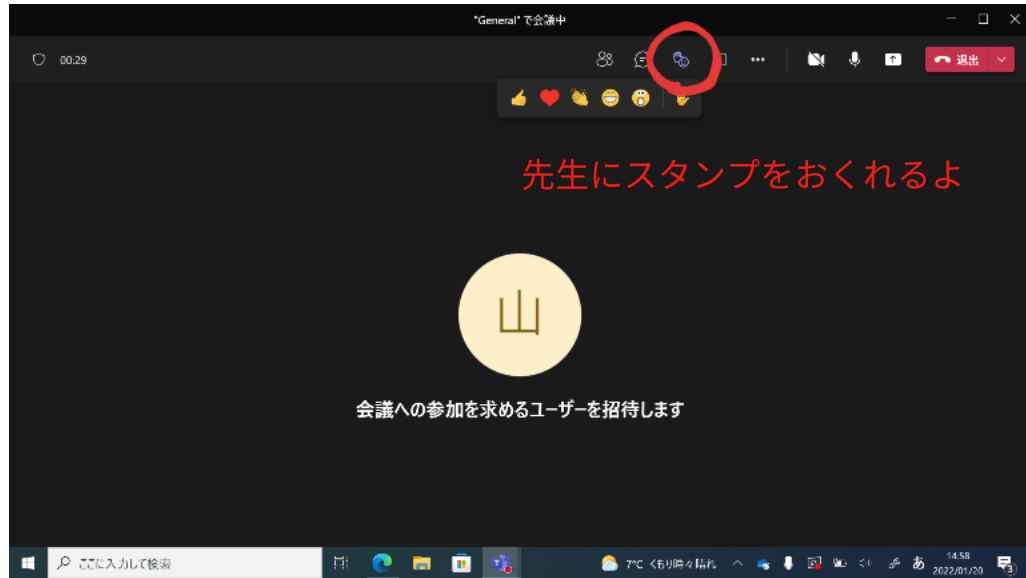 "General" で会議中
00:29
退出
先生にスタンプをおくれるよ
山
会議への参加を求めるユーザーを招待します
ここに入力して検索
7°C くもり時々晴れ
あ
14:58
2022/01/20
3